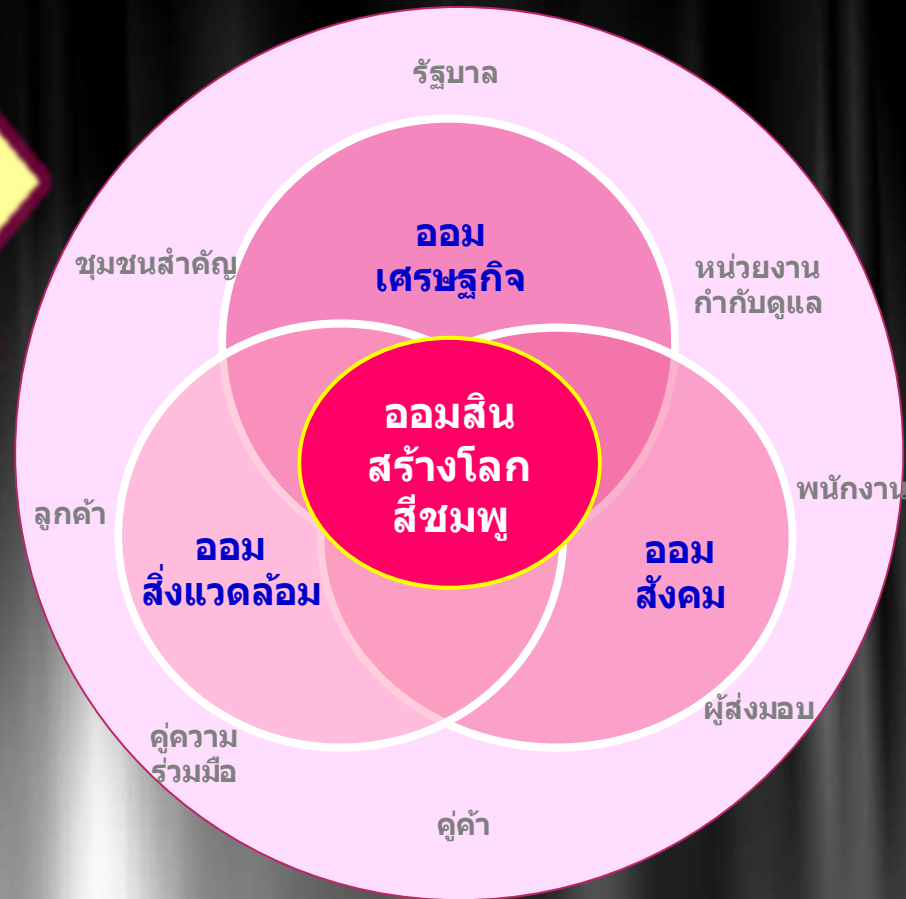 รัฐบาล
ออม
เศรษฐกิจ
ชุมชนสำคัญ
หน่วยงาน
กำกับดูแล
ออมสิน
สร้างโลก
สีชมพู
ลูกค้า
พนักงาน
ออม
สิ่งแวดล้อม
ออม
สังคม
ผู้ส่งมอบ
คู่ความ
ร่วมมือ
คู่ค้า